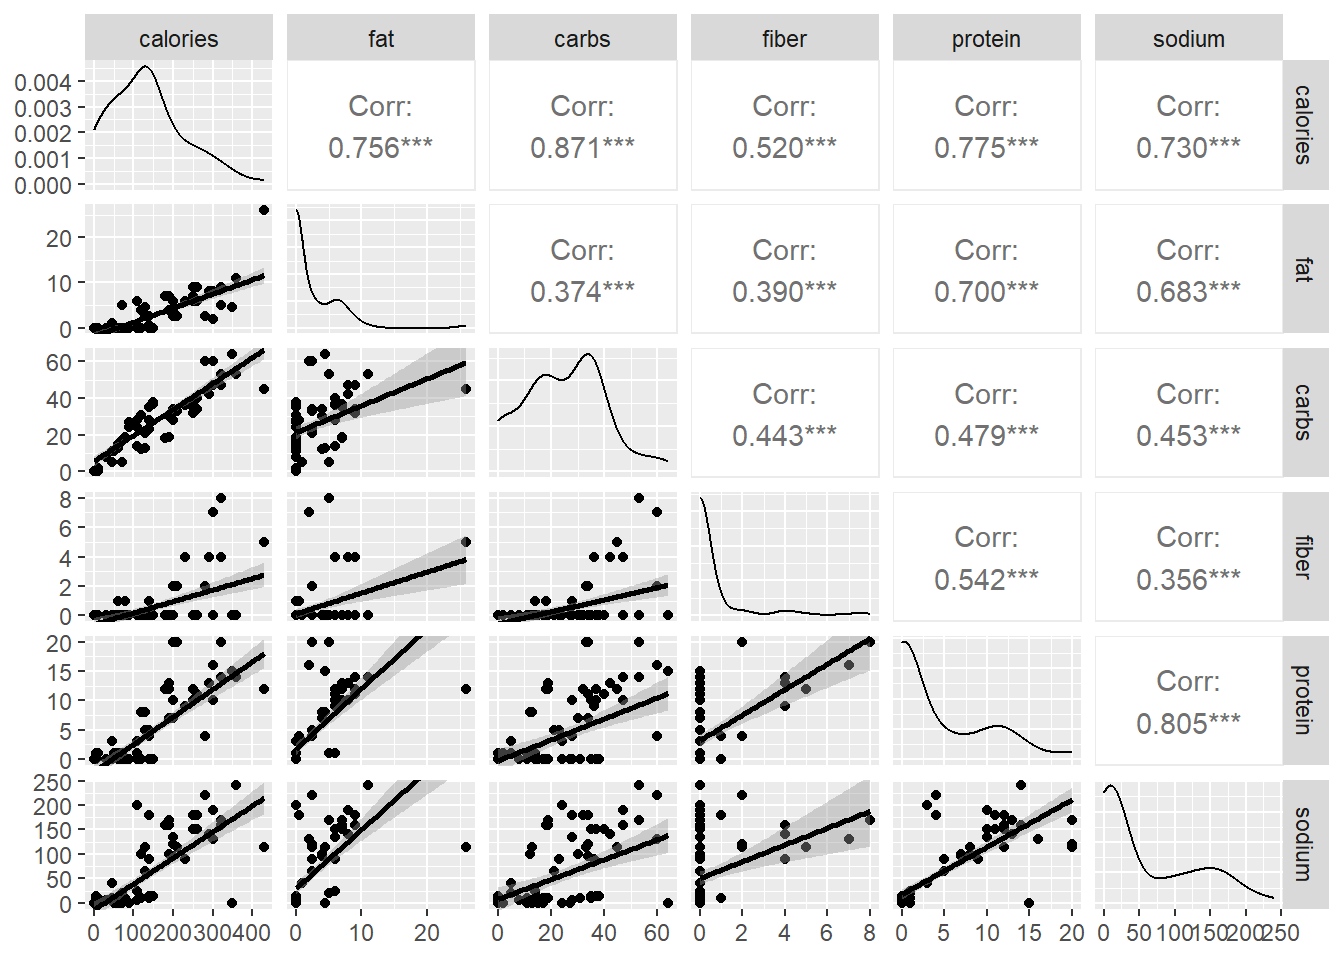 calories fat carbs fiber protein sodium
0.004
0.003
0.002
0.001
0.000
Corr:
0.756***
Corr:
0.871***
Corr:
0.520***
Corr:
0.775***
Corr:
0.730***
calories
20
10
0
Corr:
0.374***
Corr:
0.390***
Corr:
0.700***
Corr:
0.683***
fat
60
40
20
0
Corr:
0.443***
Corr:
0.479***
Corr:
0.453***
carbs
8
6
4
2
0
Corr:
0.542***
Corr:
0.356***
fiber
20
15
10
5
0
Corr:
0.805***
protein
250
200
150
100
50
0
sodium
0 100 200 300 400 0 10 20 0 20 40 60 0 2 4 6 8 0 5 10 15 20 0 50 100 150 200 250